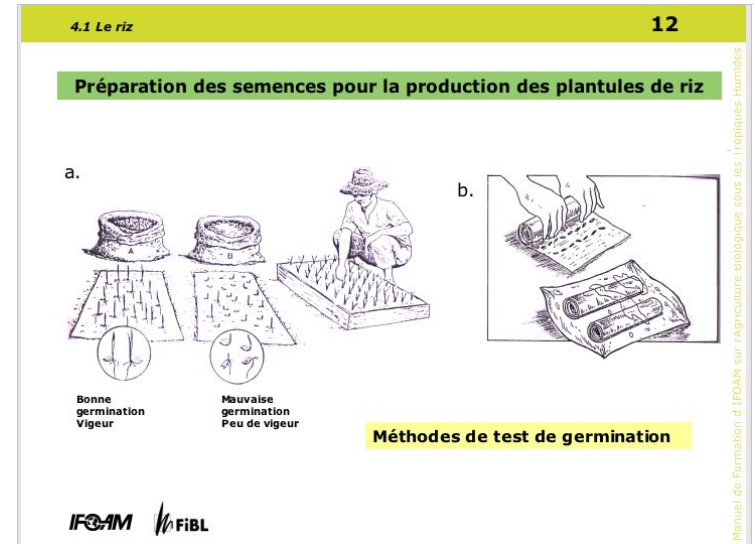 4.1 Le riz
12
Préparation des semences pour la production des plantules de riz
a.
b.
A
B
Bonne
germination
Vigeur
Mauvaise
germination
Peu de vigeur
Méthodes de test de germination
IFOAM
FiBL
Manuel de Formation d'IFOAM sur l'Agriculture Biologique sous les Tropiques Humides